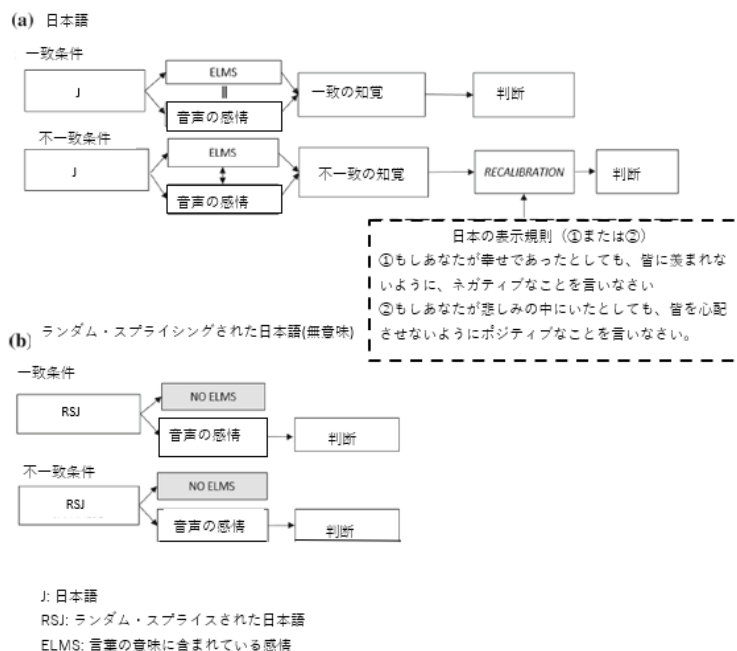 (a) 日本語
一致条件
J
ELMS
||
音声の感情
一致の知覚
判断
不一致条件
J
ELMS
音声の感情
不一致の知覚
RECALIBRATION
判断
日本の表示規則(①または②)
①もしあなたが幸せであったとしても、皆に羨まれな
いように、ネガティブなことを言いなさい
②もしあなたが悲しみの中にいたとしても、皆を心配
させないようにポジティブなことを言いなさい。
(b) ランダム・スプライシングされた日本語(無意味)
一致条件
RSJ
NO ELMS
音声の感情
判断
不一致条件
RSJ
NO ELMS
音声の感情
判断
J: 日本語
RSJ: ランダム・スプライスされた日本語
ELMS: 言葉の意味に含まれている感情